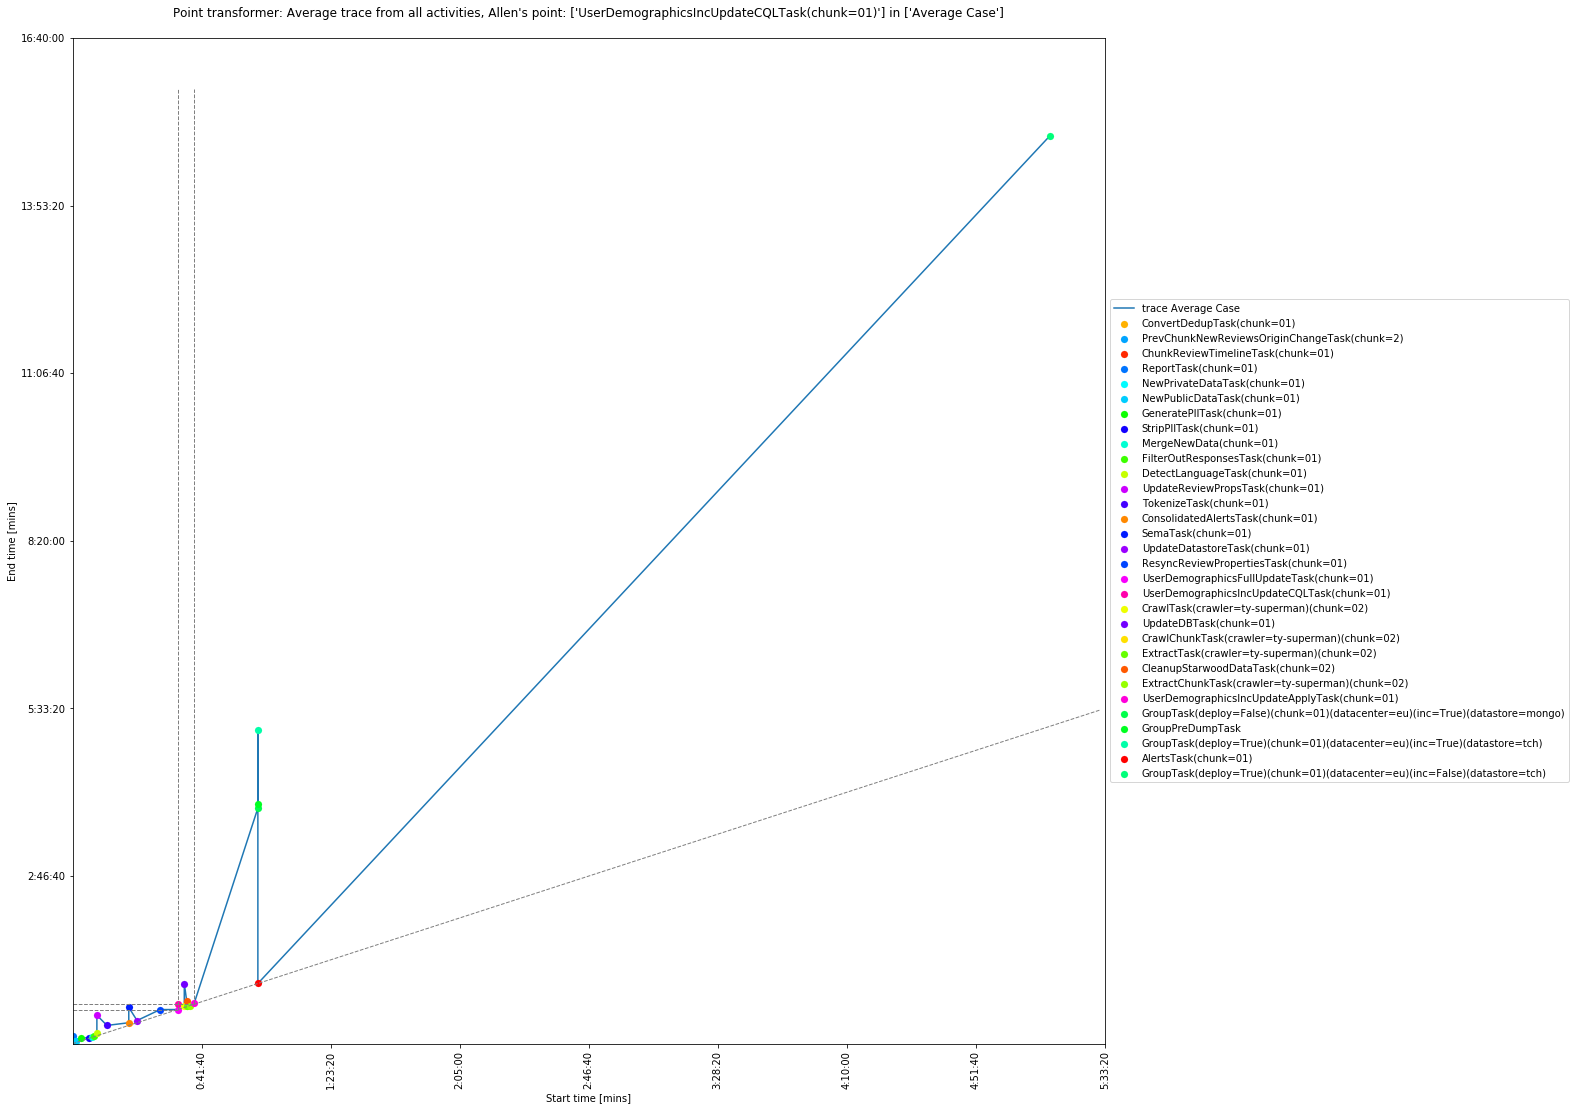 Point transformer: Average trace from all activities, Allen's point: ['UserDemographicsIncUpdateCQLTask(chunk=01)'] in ['Average Case']
16:40:00
13:53:20
11:06:40
8:20:00
5:33:20
2:46:40
End time [mins]
0:41:40
1:23:20
2:05:00
2:46:40
3:28:20
4:10:00
4:51:40
5:33:20
Start time [mins]
trace Average Case
ConvertDedupTask(chunk=01)
PrevChunkNewReviewsOriginChangeTask(chunk=2)
ChunkReviewTimelineTask(chunk=01)
ReportTask(chunk=01)
NewPrivateDataTask(chunk=01)
NewPublicDataTask(chunk=01)
GeneratePIITask(chunk=01)
StripPIITask(chunk=01)
MergeNewData(chunk=01)
FilterOutResponsesTask(chunk=01)
DetectLanguageTask(chunk=01)
UpdateReviewPropsTask(chunk=01)
TokenizeTask(chunk=01)
ConsolidatedAlertsTask(chunk=01)
SemaTask(chunk=01)
UpdateDatastoreTask(chunk=01)
ResyncReviewPropertiesTask(chunk=01)
UserDemographicsFullUpdateTask(chunk=01)
UserDemographicsIncUpdateCQLTask(chunk=01)
CrawlTask(crawler=ty-superman)(chunk=02)
UpdateDBTask(chunk=01)
CrawlChunkTask(crawler=ty-superman)(chunk=02)
ExtractTask(crawler=ty-superman)(chunk=02)
CleanupStarwoodDataTask(chunk=02)
ExtractChunkTask(crawler=ty-superman)(chunk=02)
UserDemographicsIncUpdateApplyTask(chunk=01)
GroupTask(deploy=False)(chunk=01)(datacenter=eu)(inc=True)(datastore=mongo)
GroupPreDumpTask
GroupTask(deploy=True)(chunk=01)(datacenter=eu)(inc=True)(datastore=tch)
AlertsTask(chunk=01)
GroupTask(deploy=True)(chunk=01)(datacenter=eu)(inc=False)(datastore=tch)